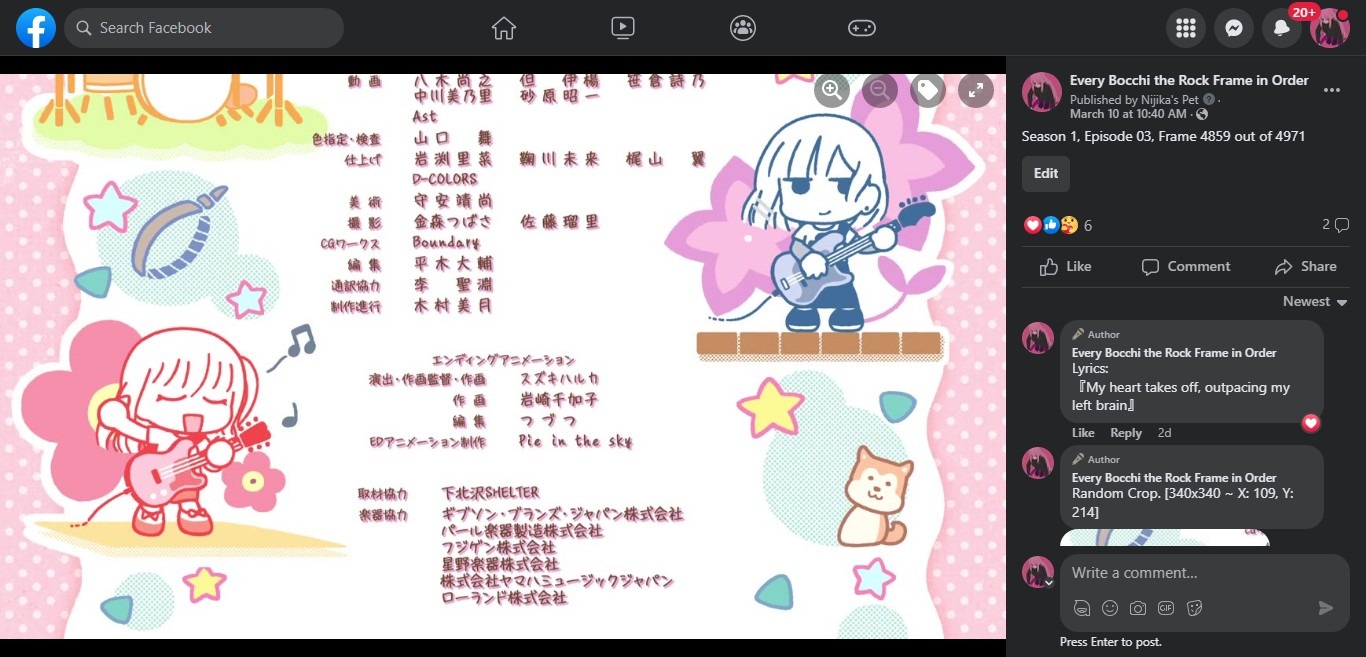 Search Facebook
20+
動 画 八木尚之 但 伊楊 笹倉詩乃
中川美乃里 砂原昭一
Ast
色指定・検査 山口 舞
仕上げ 岩渕里菜 鞠川未来 梶山 翼
D-COLORS
美 術 守安靖尚
撮 影 金森つばさ 佐藤瑠里
CGワークス Boundary
編 集 平木大輔
通訳協力 李 聖淵
制作進行 木村美月
エンディングアニメーション
演出・作画監督・作画 スズキハルカ
作 画 岩崎千加子
編 集 つづつ
EDアニメーション制作 Pie in the sky
取材協力 下北沢SHELTER
楽器協力 ギブソン・ブランズ・ジャパン株式会社
パール楽器製造株式会社
フジゲン株式会社
星野楽器株式会社
株式会社ヤマハミュージックジャパン
ローランド株式会社
Every Bocchi the Rock Frame in Order
Published by Nijika's Pet ·
March 10 at 10:40 AM ·
Season 1, Episode 03, Frame 4859 out of 4971
Edit
6 2
Like Comment Share
Newest
Author
Every Bocchi the Rock Frame in Order
Lyrics:
『My heart takes off, outpacing my
left brain』
Like Reply 2d
Author
Every Bocchi the Rock Frame in Order
Random Crop. [340x340 ~ X: 109, Y:
214]
Write a comment...
GIF
Press Enter to post.